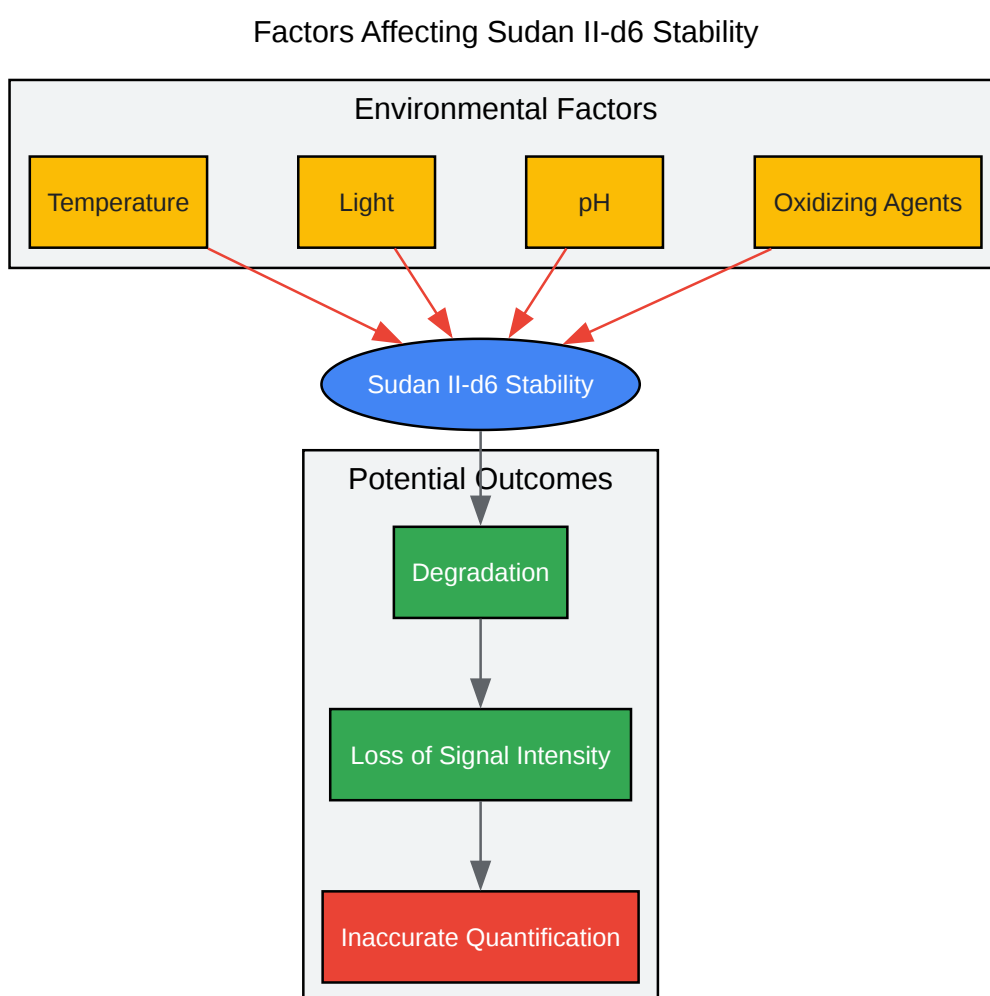 Factors Affecting Sudan II-d6 Stability
Environmental Factors
Temperature
Light
pH
Oxidizing Agents
Sudan II-d6 Stability
Potential Outcomes
Degradation
Loss of Signal Intensity
Inaccurate Quantification